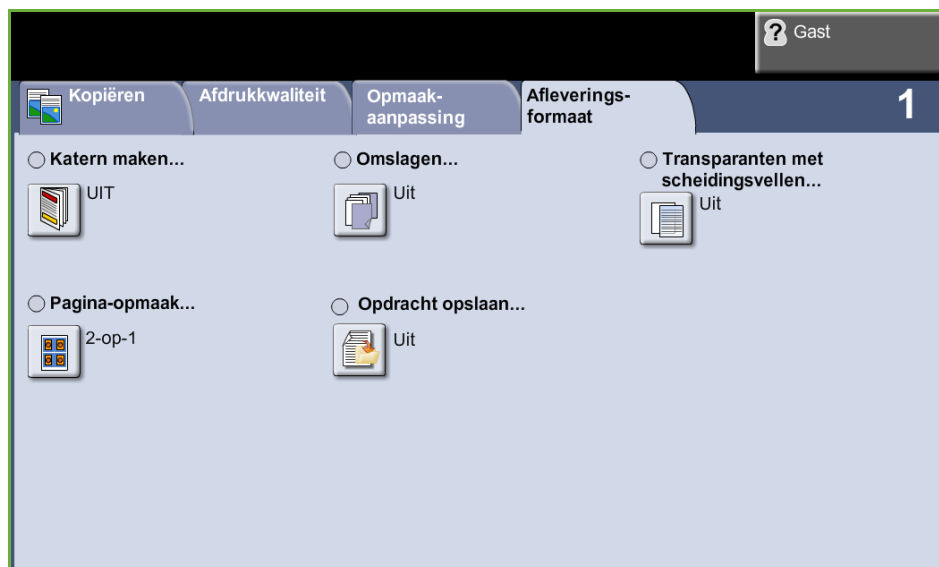 ? Gast
Kopiëren
Afdrukkwaliteit
Opmaak-
aanpassing
Afleverings-
formaat
1
Katern maken...
UIT
Omslagen...
Uit
Transparanten met
scheidingsvellen...
Uit
Pagina-opmaak...
2-op-1
Opdracht opslaan...
Uit